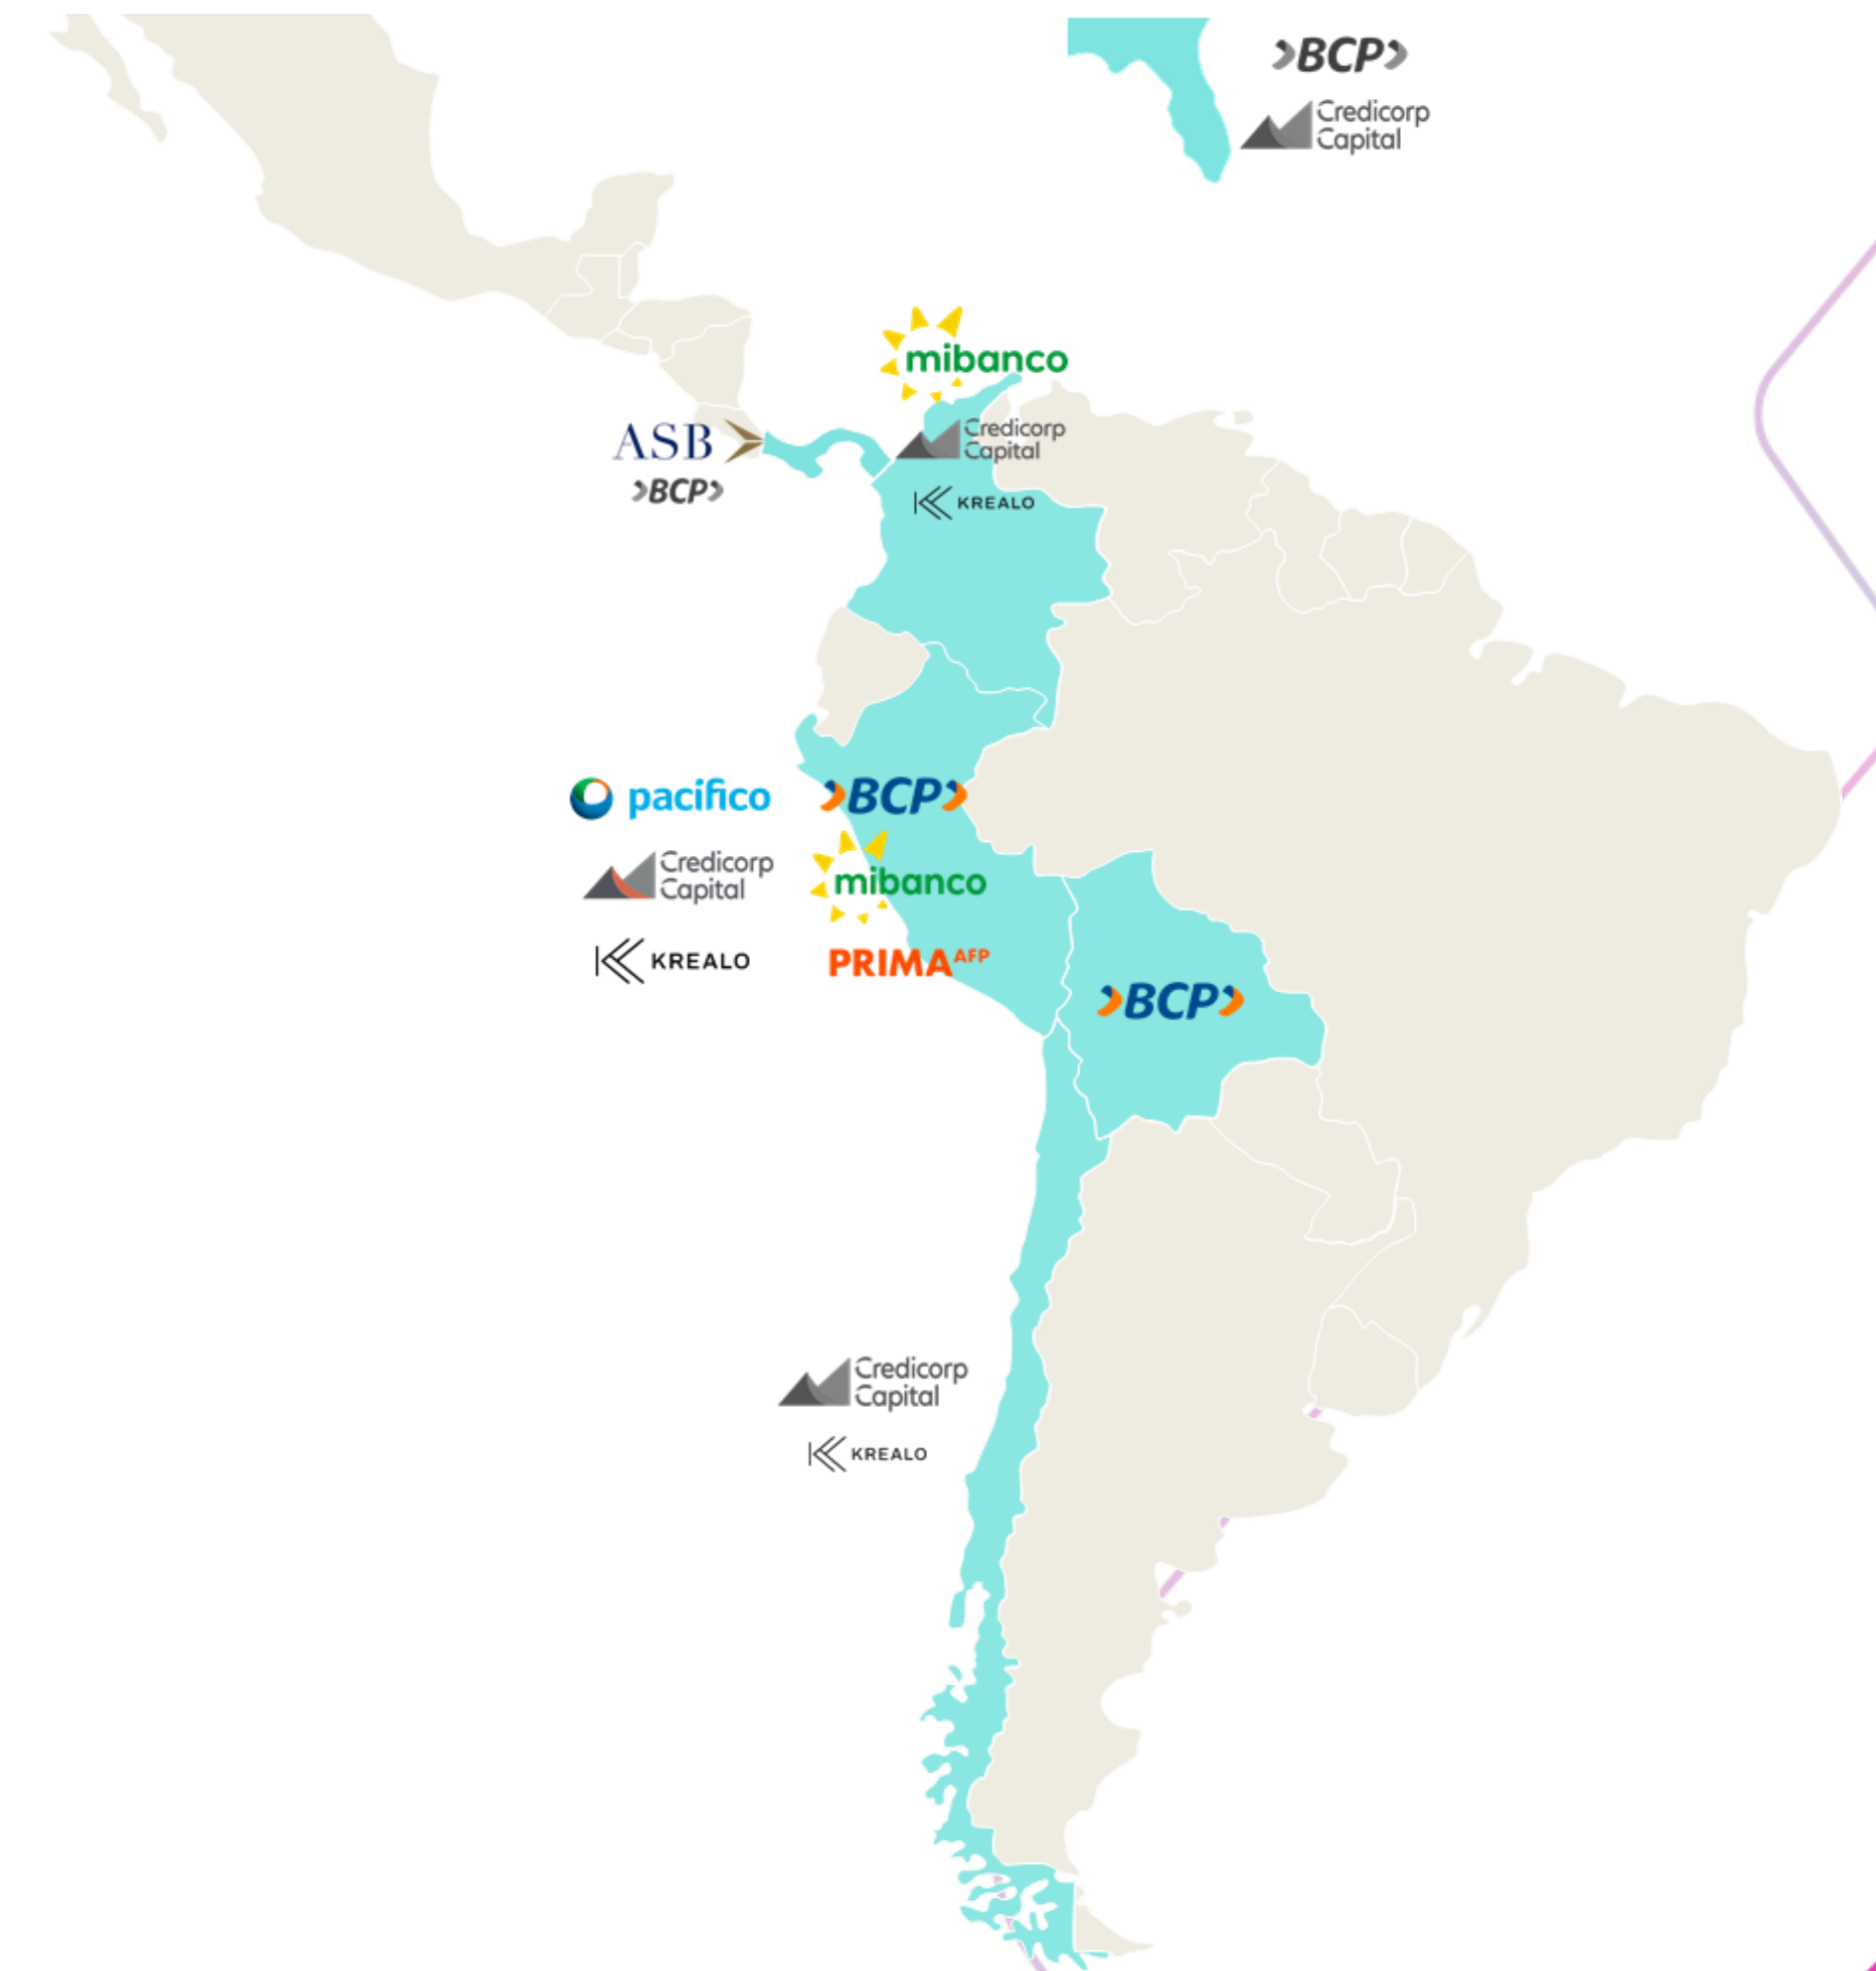 BCP
Credicorp
Capital
mibanco
Credicorp
Capital
KREALO
ASB
BCP
pacifico
BCP
Credicorp
Capital
mibanco
KREALO
PRIMA AFP
BCP
Credicorp
Capital
KREALO